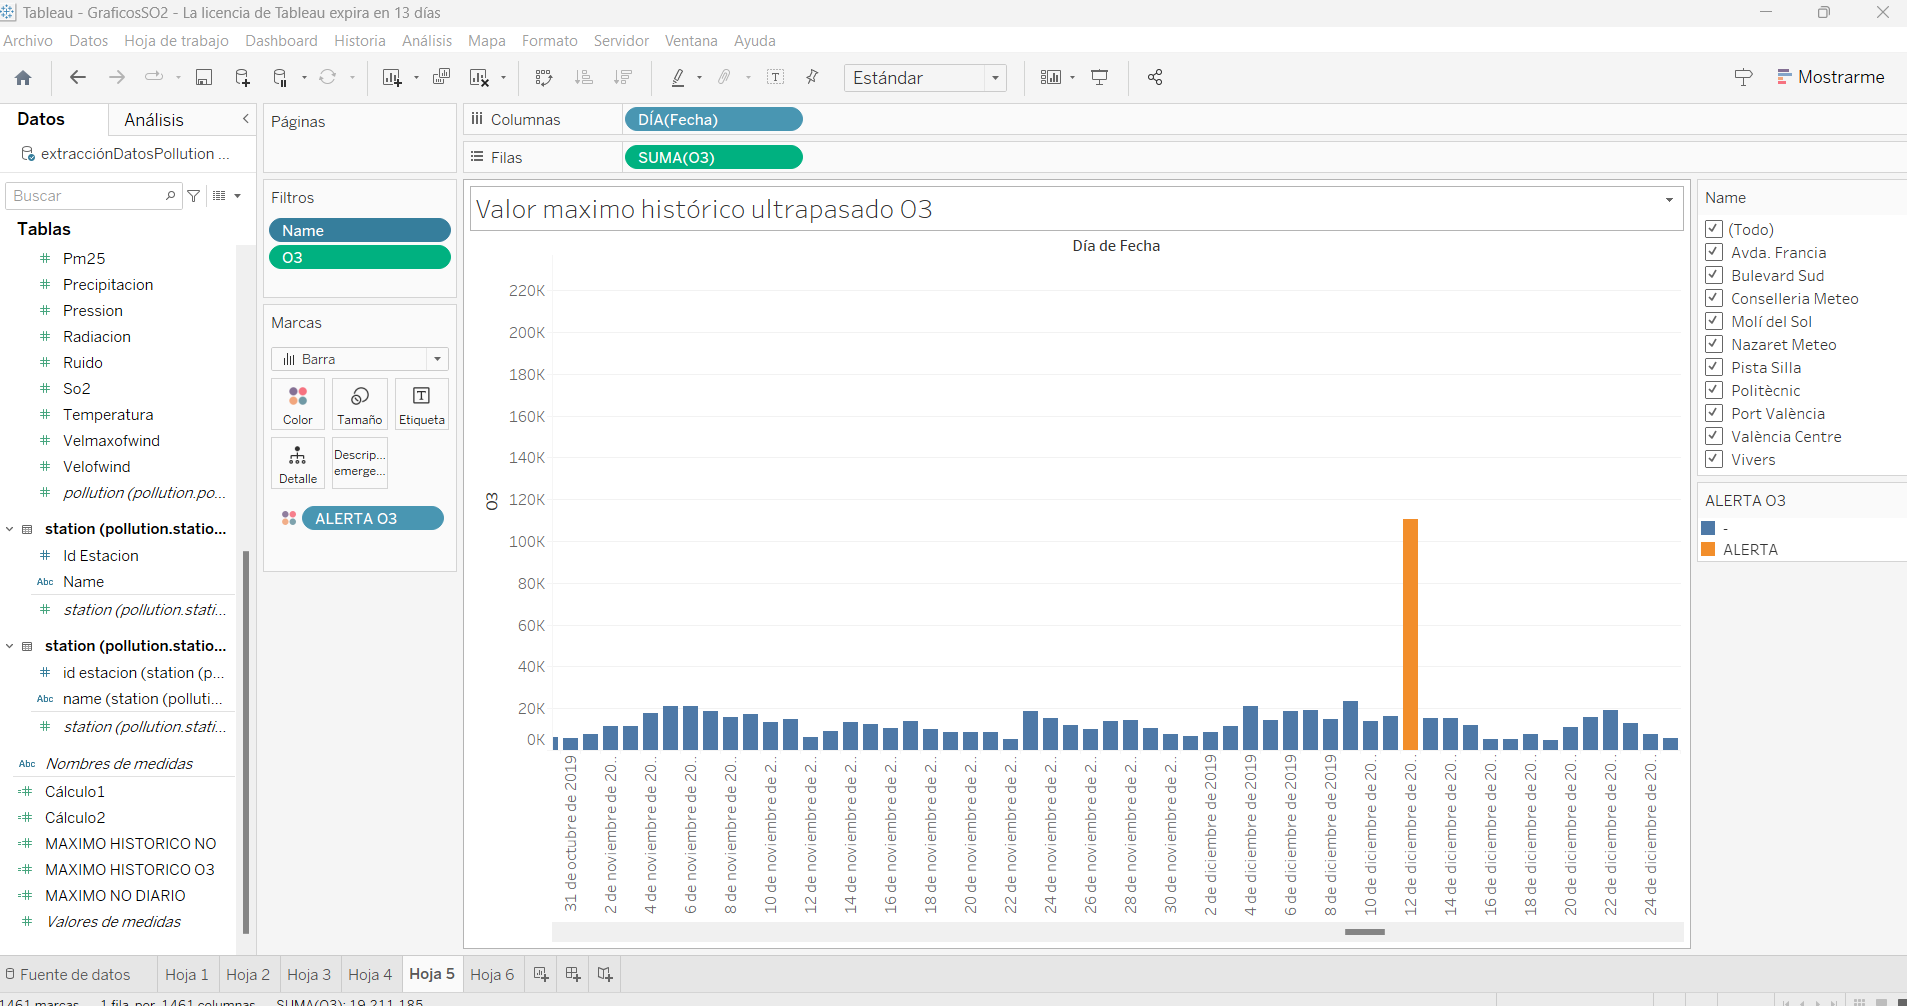 Tableau - GraficosSO2 - La licencia de Tableau expira en 13 días
Archivo Datos Hoja de trabajo Dashboard Historia Análisis Mapa Formato Servidor Ventana Ayuda
Estándar
Mostrarme
Datos
Análisis
extracciónDatosPollution ...
Buscar
Tablas
Pm25
Precipitacion
Pression
Radiacion
Ruido
So2
Temperatura
Velmaxofwind
Velofwind
pollution (pollution.po...
station (pollution.statio...
Id Estacion
Abc Name
station (pollution.stati...
station (pollution.statio...
id estacion (station (p...
Abc name (station (polluti...
station (pollution.stati...
Abc Nombres de medidas
Cálculo1
Cálculo2
MAXIMO HISTORICO NO
MAXIMO HISTORICO O3
MAXIMO NO DIARIO
Valores de medidas
Páginas
Filtros
Name
O3
Marcas
Barra
Color
Tamaño
Etiqueta
Detalle
Descrip...
emerge...
ALERTA O3
Columnas
DÍA(Fecha)
Filas
SUMA(O3)
Valor maximo histórico ultrapasado O3
Día de Fecha
O3
220K
200K
180K
160K
140K
120K
100K
80K
60K
40K
20K
0K
31 de octubre de 2019
2 de noviembre de 20..
4 de noviembre de 20..
6 de noviembre de 20..
8 de noviembre de 20..
10 de noviembre de 2..
12 de noviembre de 2..
14 de noviembre de 2..
16 de noviembre de 2..
18 de noviembre de 2..
20 de noviembre de 2..
22 de noviembre de 2..
24 de noviembre de 2..
26 de noviembre de 2..
28 de noviembre de 2..
30 de noviembre de 2..
2 de diciembre de 2019
4 de diciembre de 2019
6 de diciembre de 2019
8 de diciembre de 2019
10 de diciembre de 20..
12 de diciembre de 20..
14 de diciembre de 20..
16 de diciembre de 20..
18 de diciembre de 20..
20 de diciembre de 20..
22 de diciembre de 20..
24 de diciembre de 20..
Name
(Todo)
Avda. Francia
Bulevard Sud
Conselleria Meteo
Molí del Sol
Nazaret Meteo
Pista Silla
Politècnic
Port València
València Centre
Vivers
ALERTA O3
-
ALERTA
Fuente de datos
Hoja 1
Hoja 2
Hoja 3
Hoja 4
Hoja 5
Hoja 6
1461 marcas 1 fila por 1461 columnas SUMA(O3): 19.211.185